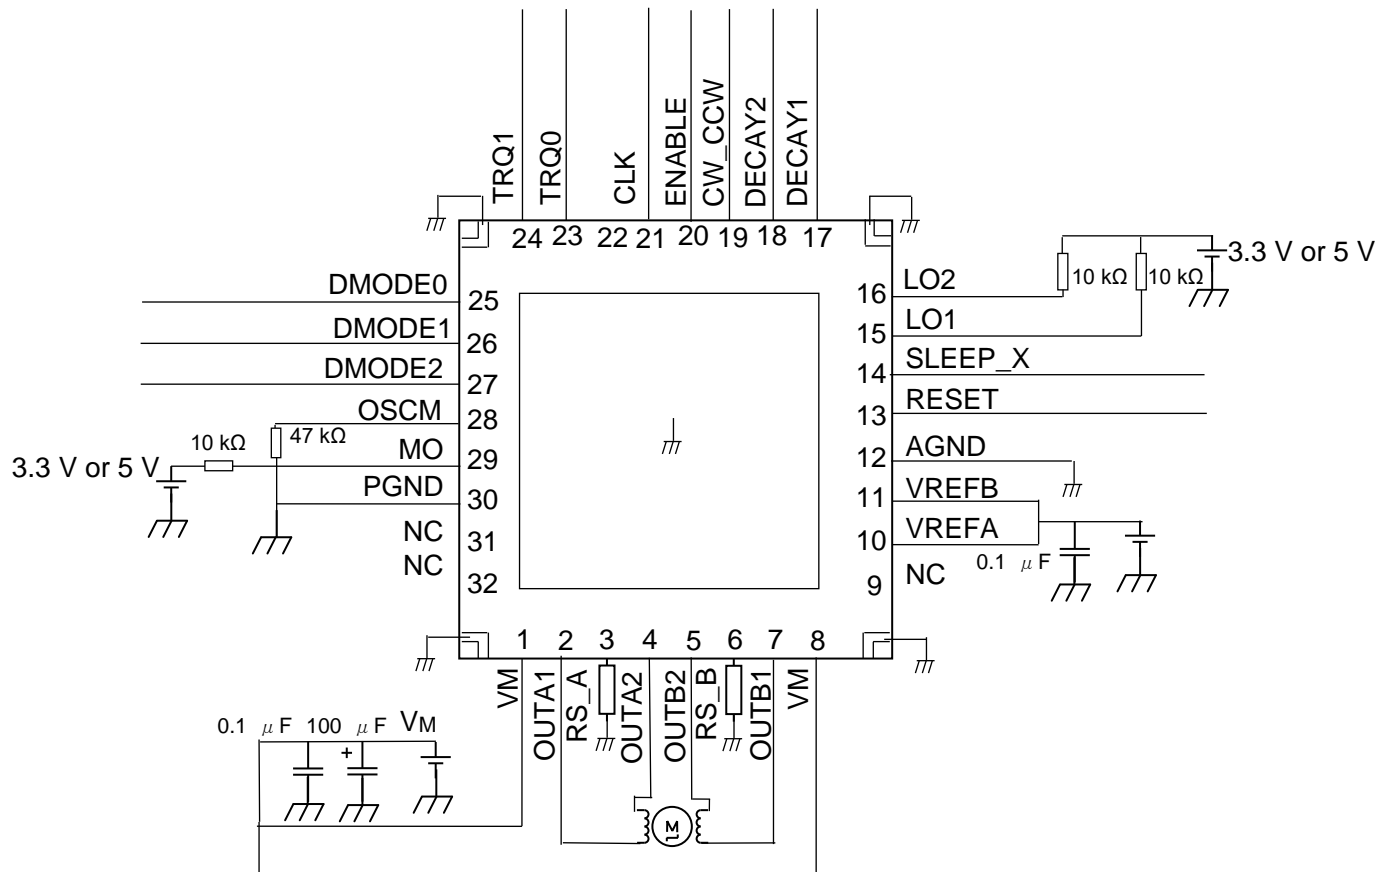 TRQ1
TRQ0
CLK
ENABLE
CW_CCW
DECAY2
DECAY1
24 23 22 21 20 19 18 17
DMODE0
25
DMODE1
26
DMODE2
27
OSCM
28
47 kΩ
10 kΩ
MO
29
3.3 V or 5 V
PGND
30
NC
31
NC
32
16
LO2
10 kΩ
10 kΩ
3.3 V or 5 V
15
LO1
14
SLEEP_X
13
RESET
12
AGND
11
VREFB
10
VREFA
0.1 μF
9
NC
1 2 3 4 5 6 7 8
VM
OUTA1
RS_A
OUTA2
OUTB2
RS_B
OUTB1
VM
0.1 μF 100 μF VM
+
M